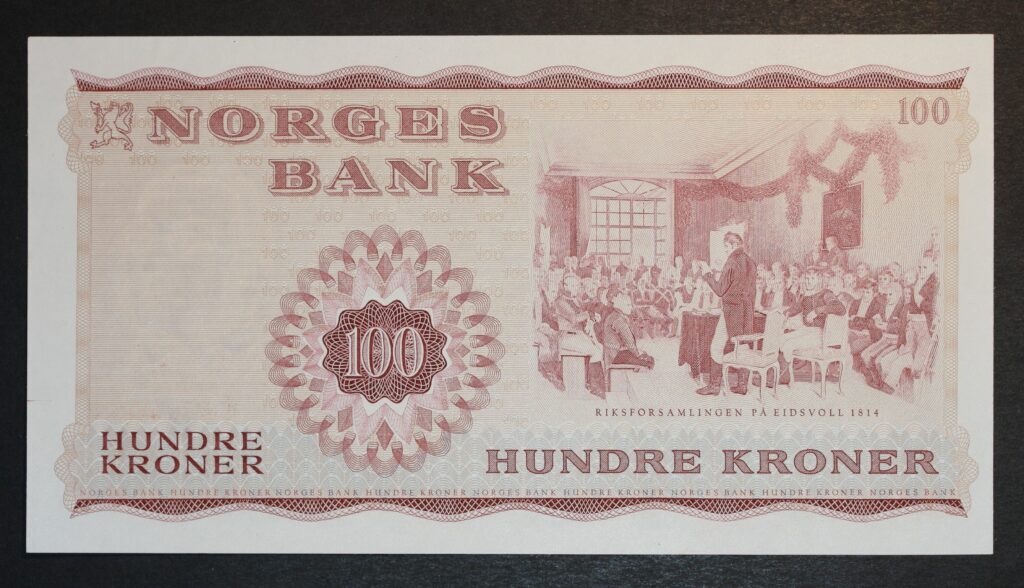 NORGES
BANK
100
100
RIKSFORSAMLINGEN PÅ EIDSVOLL 1814
HUNDRE
KRONER
HUNDRE KRONER
NORGES BANK HUNDRE KRONER NORGES BANK HUNDRE KRONER NORGES BANK HUNDRE KRONER NORGES BANK HUNDRE KRONER NORGES BANK